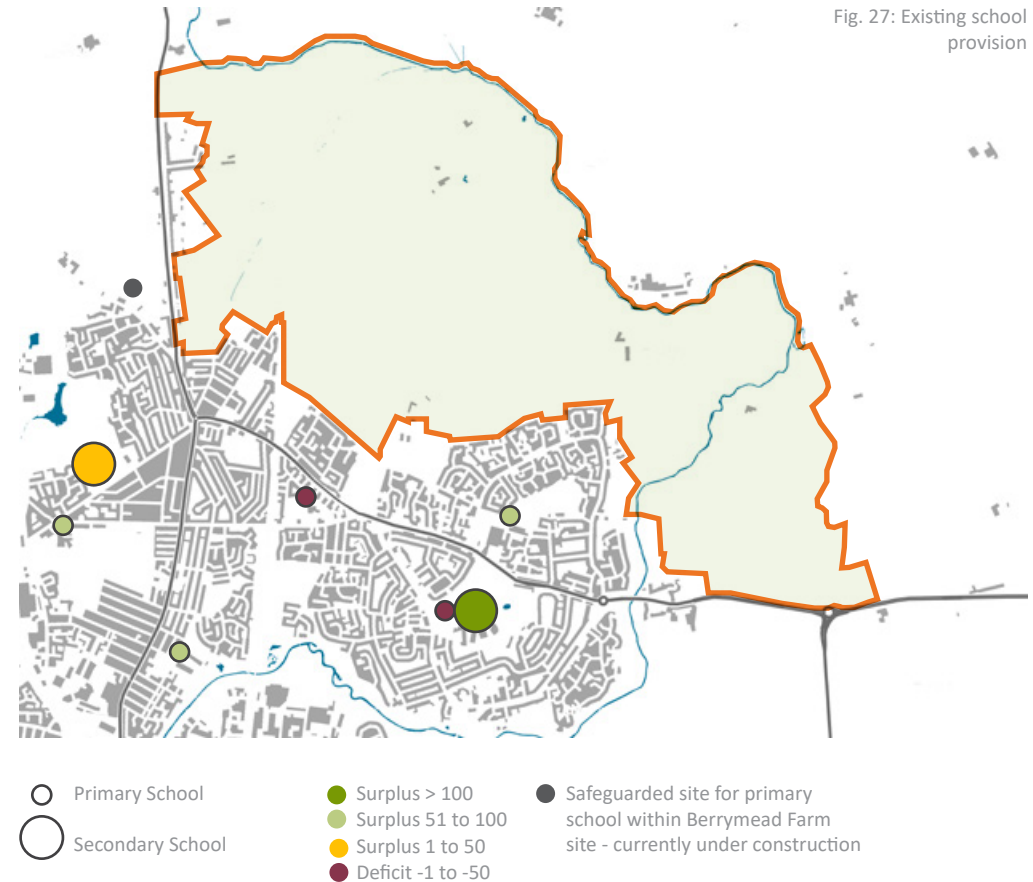 Fig. 27: Existing school
provision
Primary School
Secondary School
Surplus > 100
Surplus 51 to 100
Surplus 1 to 50
Deficit -1 to -50
Safeguarded site for primary
school within Berrymead Farm
site - currently under construction